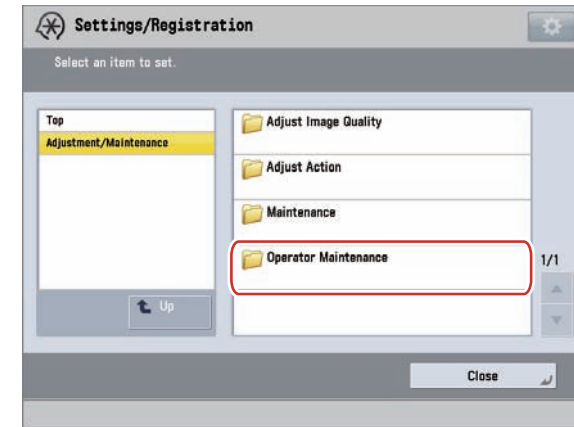 Settings/Registration
Select an item to set.
Top
Adjustment/Maintenance
Up
Adjust Image Quality
Adjust Action
Maintenance
Operator Maintenance
1/1
Close